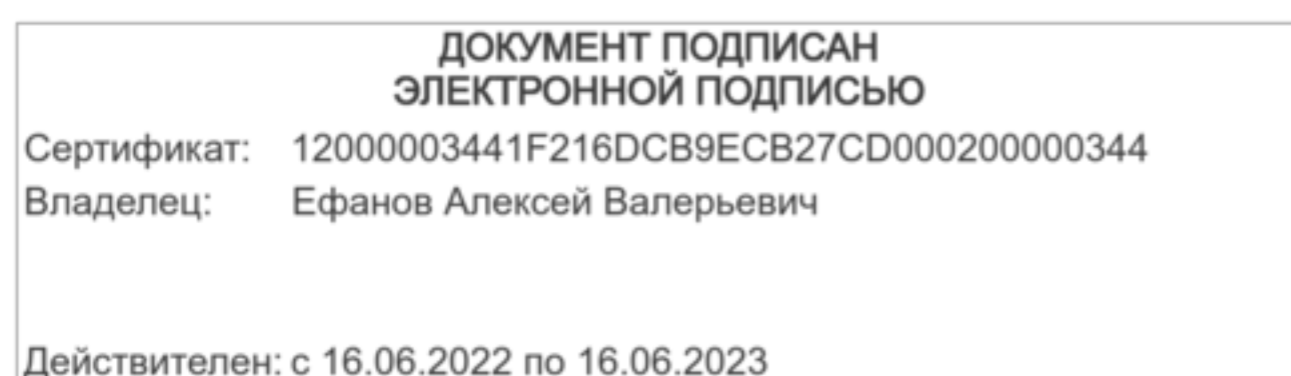 ДОКУМЕНТ ПОДПИСАН
ЭЛЕКТРОННОЙ ПОДПИСЬЮ
Сертификат: 12000003441F216DCB9ECB27CD000200000344
Владелец: Ефанов Алексей Валерьевич
Действителен: с 16.06.2022 по 16.06.2023